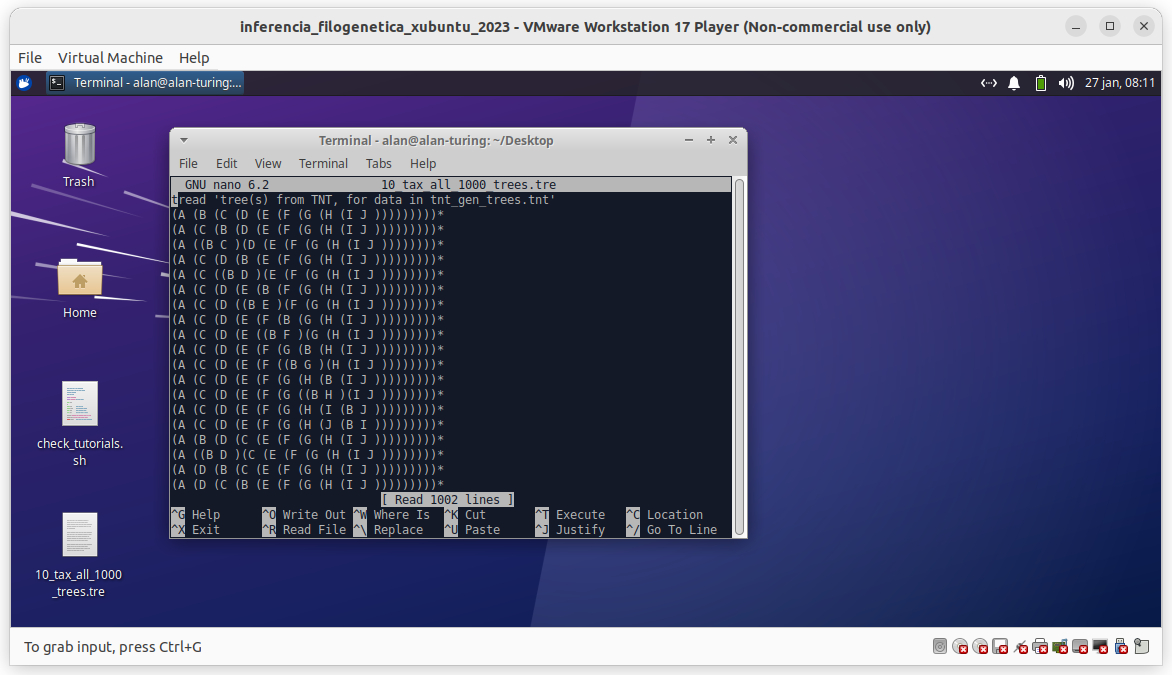 inferencia_filogenetica_xubuntu_2023 - VMware Workstation 17 Player (Non-commercial use only)
File Virtual Machine Help
Terminal - alan@alan-turing:... 27 jan, 08:11
Trash
Home
check_tutorials.
sh
10_tax_all_1000
_trees.tre
Terminal - alan@alan-turing: ~/Desktop
File Edit View Terminal Tabs Help
GNU nano 6.2 10_tax_all_1000_trees.tre
tread 'tree(s) from TNT, for data in tnt_gen_trees.tnt'
(A (B (C (D (E (F (G (H (I J )))))))))*
(A (C (B (D (E (F (G (H (I J )))))))))*
(A ((B C )(D (E (F (G (H (I J ))))))))*
(A (C (D (B (E (F (G (H (I J )))))))))*
(A (C ((B D )(E (F (G (H (I J ))))))))*
(A (C (D (E (B (F (G (H (I J )))))))))*
(A (C (D ((B E )(F (G (H (I J ))))))))*
(A (C (D (E (F (B (G (H (I J )))))))))*
(A (C (D (E ((B F )(G (H (I J ))))))))*
(A (C (D (E (F (G (B (H (I J )))))))))*
(A (C (D (E (F ((B G )(H (I J ))))))))*
(A (C (D (E (F (G (H (B (I J )))))))))*
(A (C (D (E (F (G ((B H )(I J ))))))))*
(A (C (D (E (F (G (H (I (B J )))))))))*
(A (C (D (E (F (G (H (J (B I )))))))))*
(A (B (D (C (E (F (G (H (I J )))))))))*
(A ((B D )(C (E (F (G (H (I J ))))))))*
(A (D (B (C (E (F (G (H (I J )))))))))*
(A (D (C (B (E (F (G (H (I J )))))))))*
[ Read 1002 lines ]
^G Help ^O Write Out ^W Where Is ^K Cut ^T Execute ^C Location
^X Exit ^R Read File ^\ Replace ^U Paste ^J Justify ^/ Go To Line
To grab input, press Ctrl+G